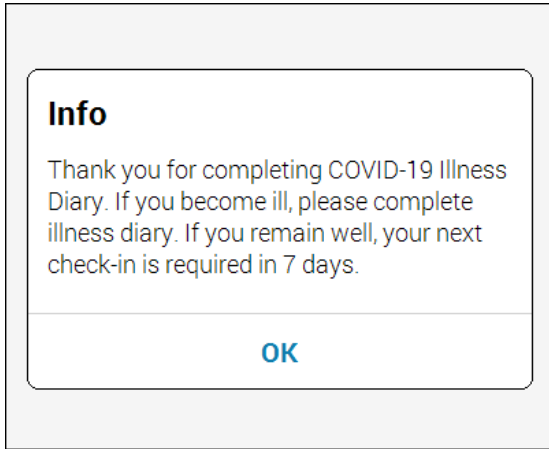 Info
Thank you for completing COVID-19 Illness
Diary. If you become ill, please complete
illness diary. If you remain well, your next
check-in is required in 7 days.
OK